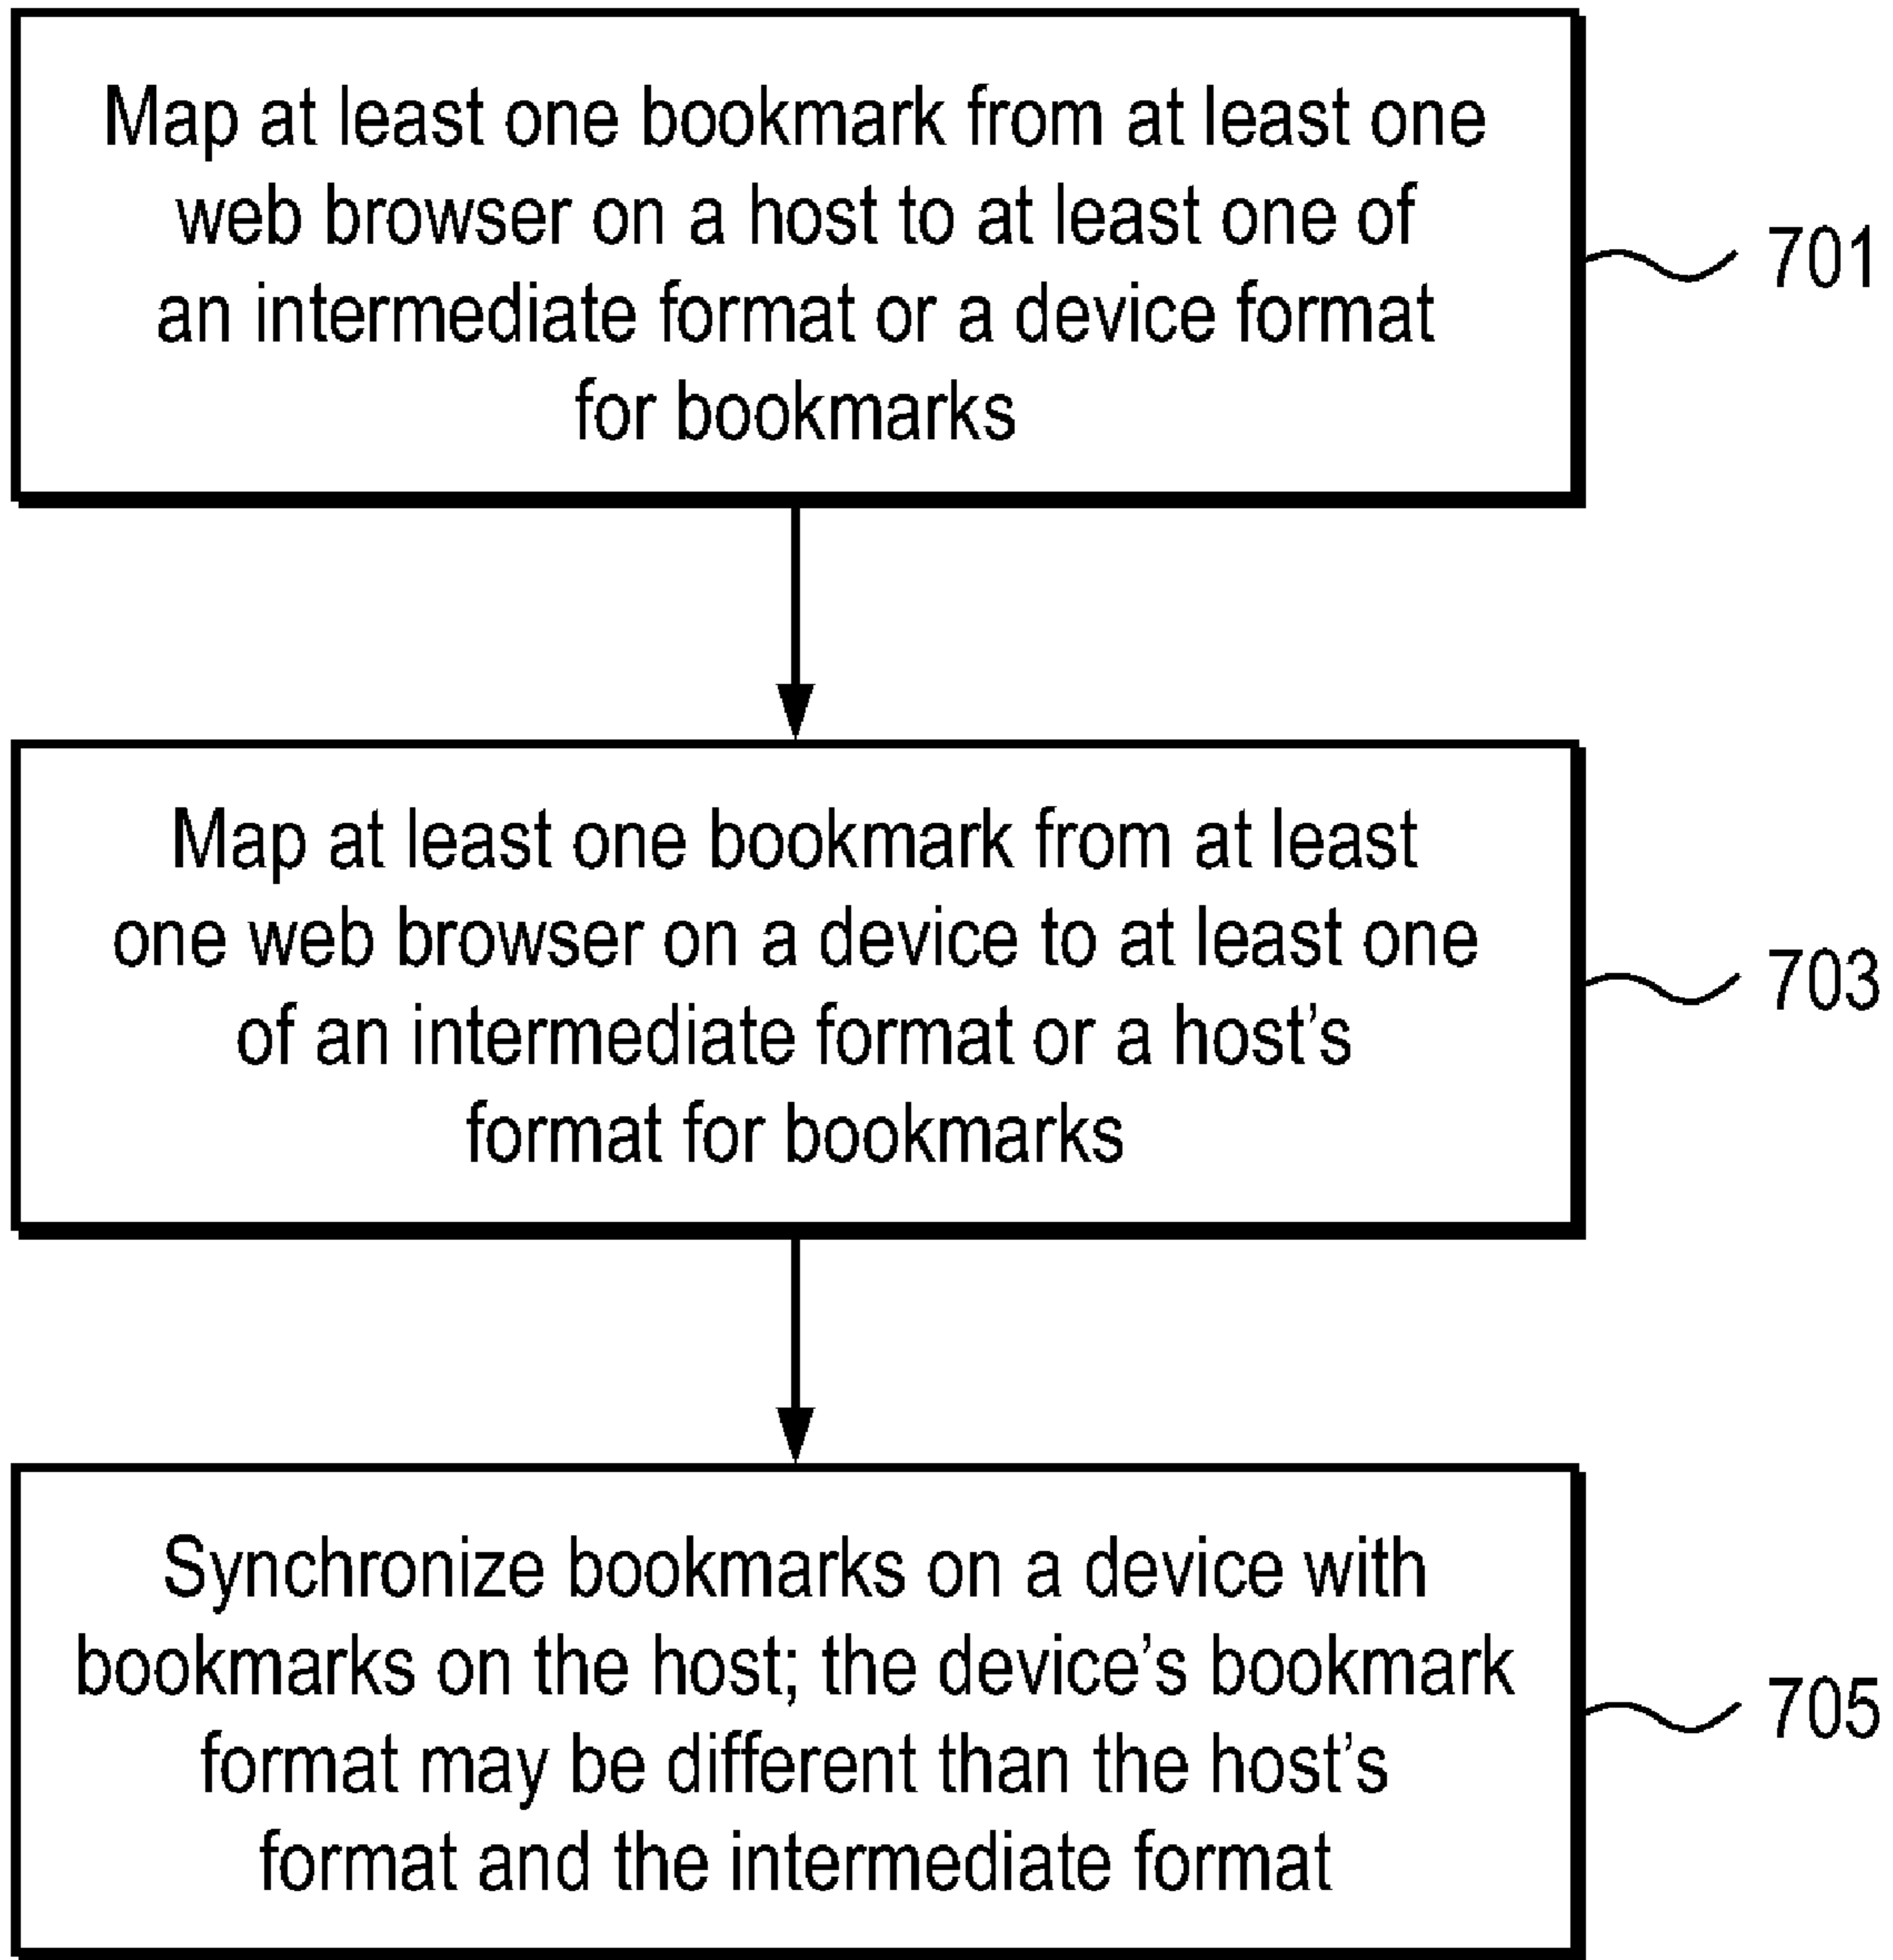 Map at least one bookmark from at least one
web browser on a host to at least one of
an intermediate format or a device format
for bookmarks
701
Map at least one bookmark from at least
one web browser on a device to at least one
of an intermediate format or a host's
format for bookmarks
703
Synchronize bookmarks on a device with
bookmarks on the host; the device's bookmark
format may be different than the host's
format and the intermediate format
705